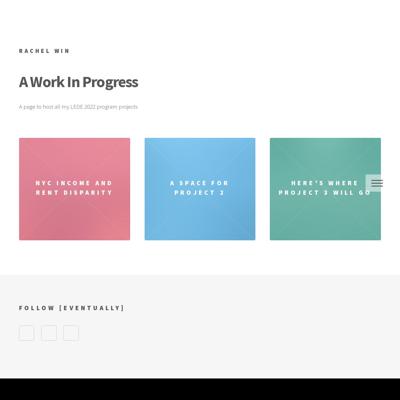 RACHEL WIN
A Work In Progress
A page to host all my LEDE 2022 program projects
NYC INCOME AND
RENT DISPARITY
A SPACE FOR
PROJECT 2
HERE'S WHERE
PROJECT 3 WILL GO
FOLLOW [EVENTUALLY]